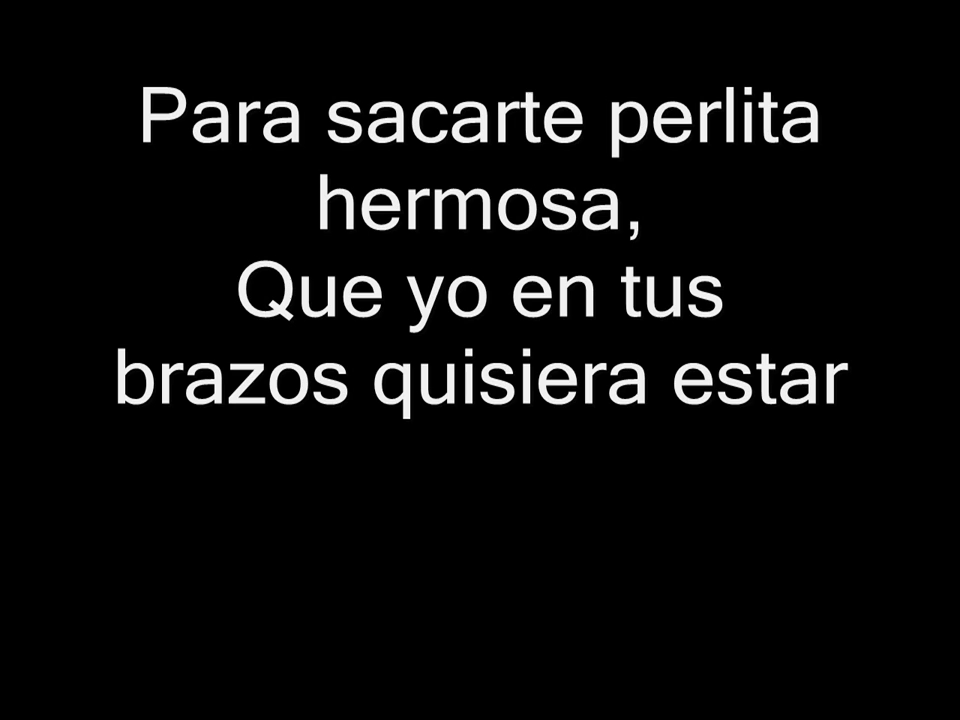 Para sacarte perlita
hermosa,
Que yo en tus
brazos quisiera estar